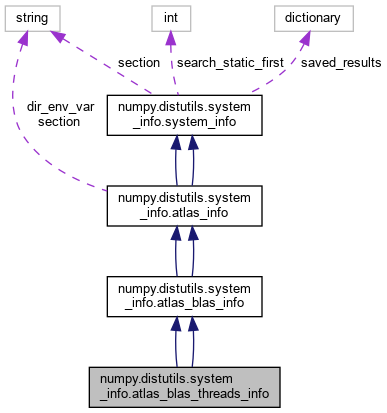 string
int
dictionary
section
search_static_first
saved_results
numpy.distutils.system
_info.system_info
dir_env_var
section
numpy.distutils.system
_info.atlas_info
numpy.distutils.system
_info.atlas_blas_info
numpy.distutils.system
_info.atlas_blas_threads_info